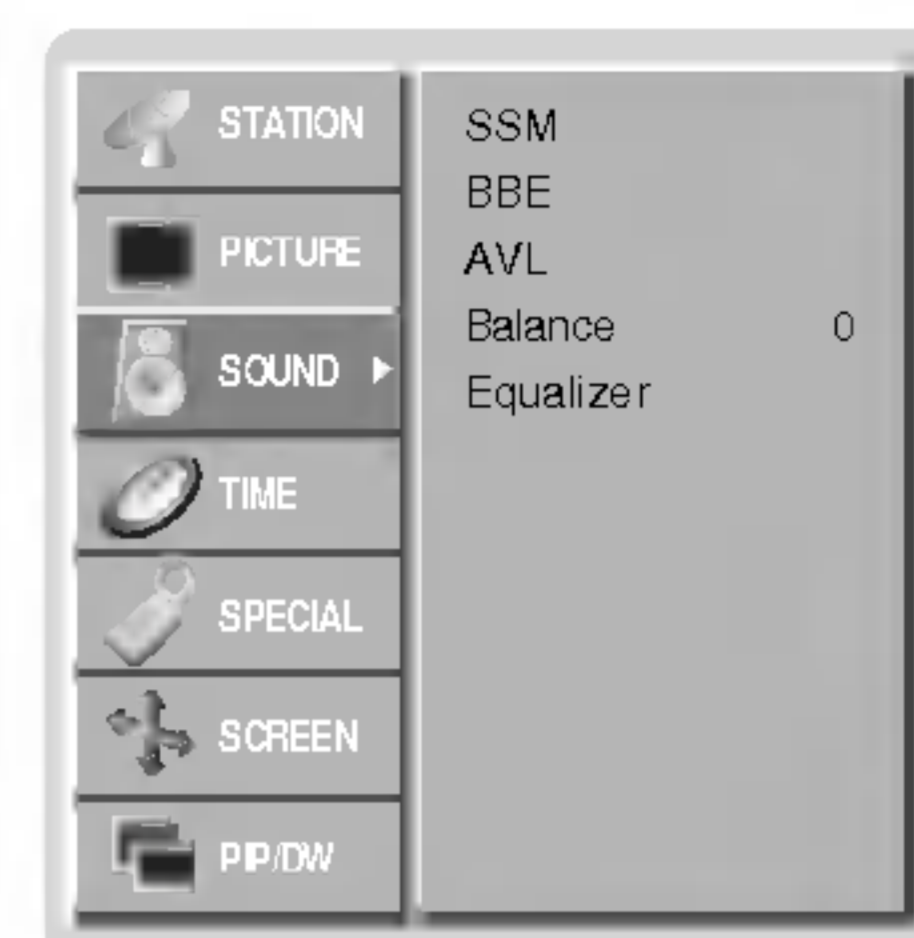 STATION
PICTURE
SOUND
TIME
SPECIAL
SCREEN
PIP/DW
SSM
BBE
AVL
Balance 0
Equalizer